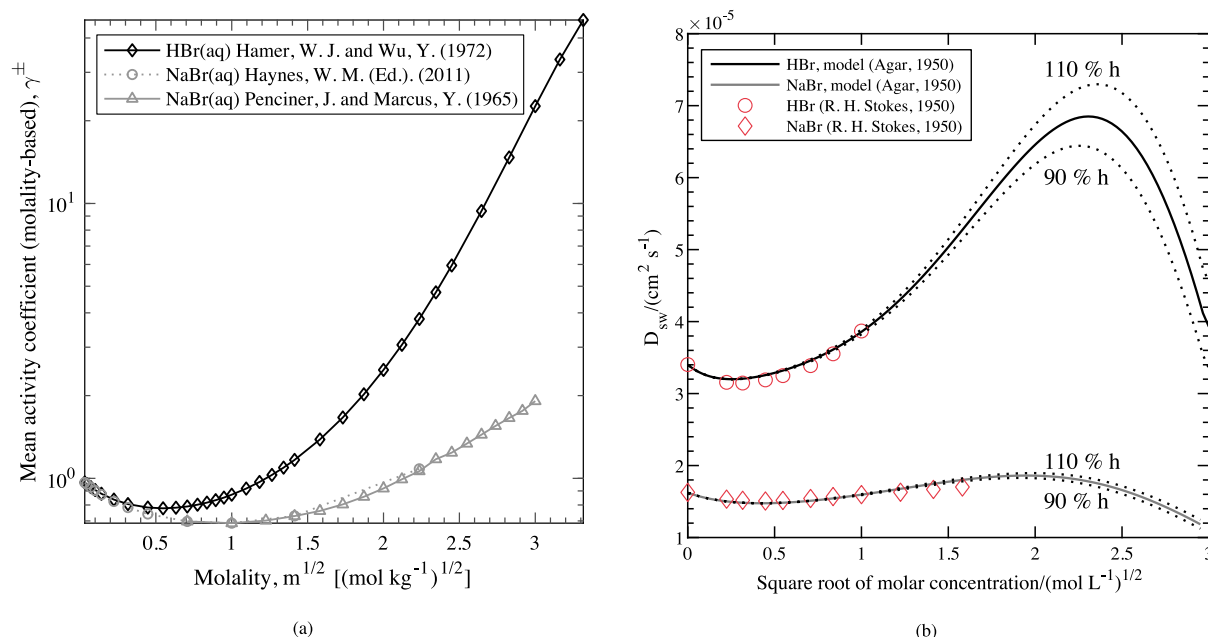 Mean activity coefficient (molality-based), γ±
10¹
10⁰
HBr(aq) Hamer, W. J. and Wu, Y. (1972)
NaBr(aq) Haynes, W. M. (Ed.). (2011)
NaBr(aq) Penciner, J. and Marcus, Y. (1965)
0.5 1 1.5 2 2.5 3
Molality, m^1/2 [(mol kg⁻¹)^1/2]
(a)
×10⁻⁵
D_sw/(cm² s⁻¹)
8
7
6
5
4
3
2
1
HBr, model (Agar, 1950)
NaBr, model (Agar, 1950)
HBr (R. H. Stokes, 1950)
NaBr (R. H. Stokes, 1950)
110 % h
90 % h
110 % h
90 % h
0 0.5 1 1.5 2 2.5 3
Square root of molar concentration/(mol L⁻¹)^1/2
(b)